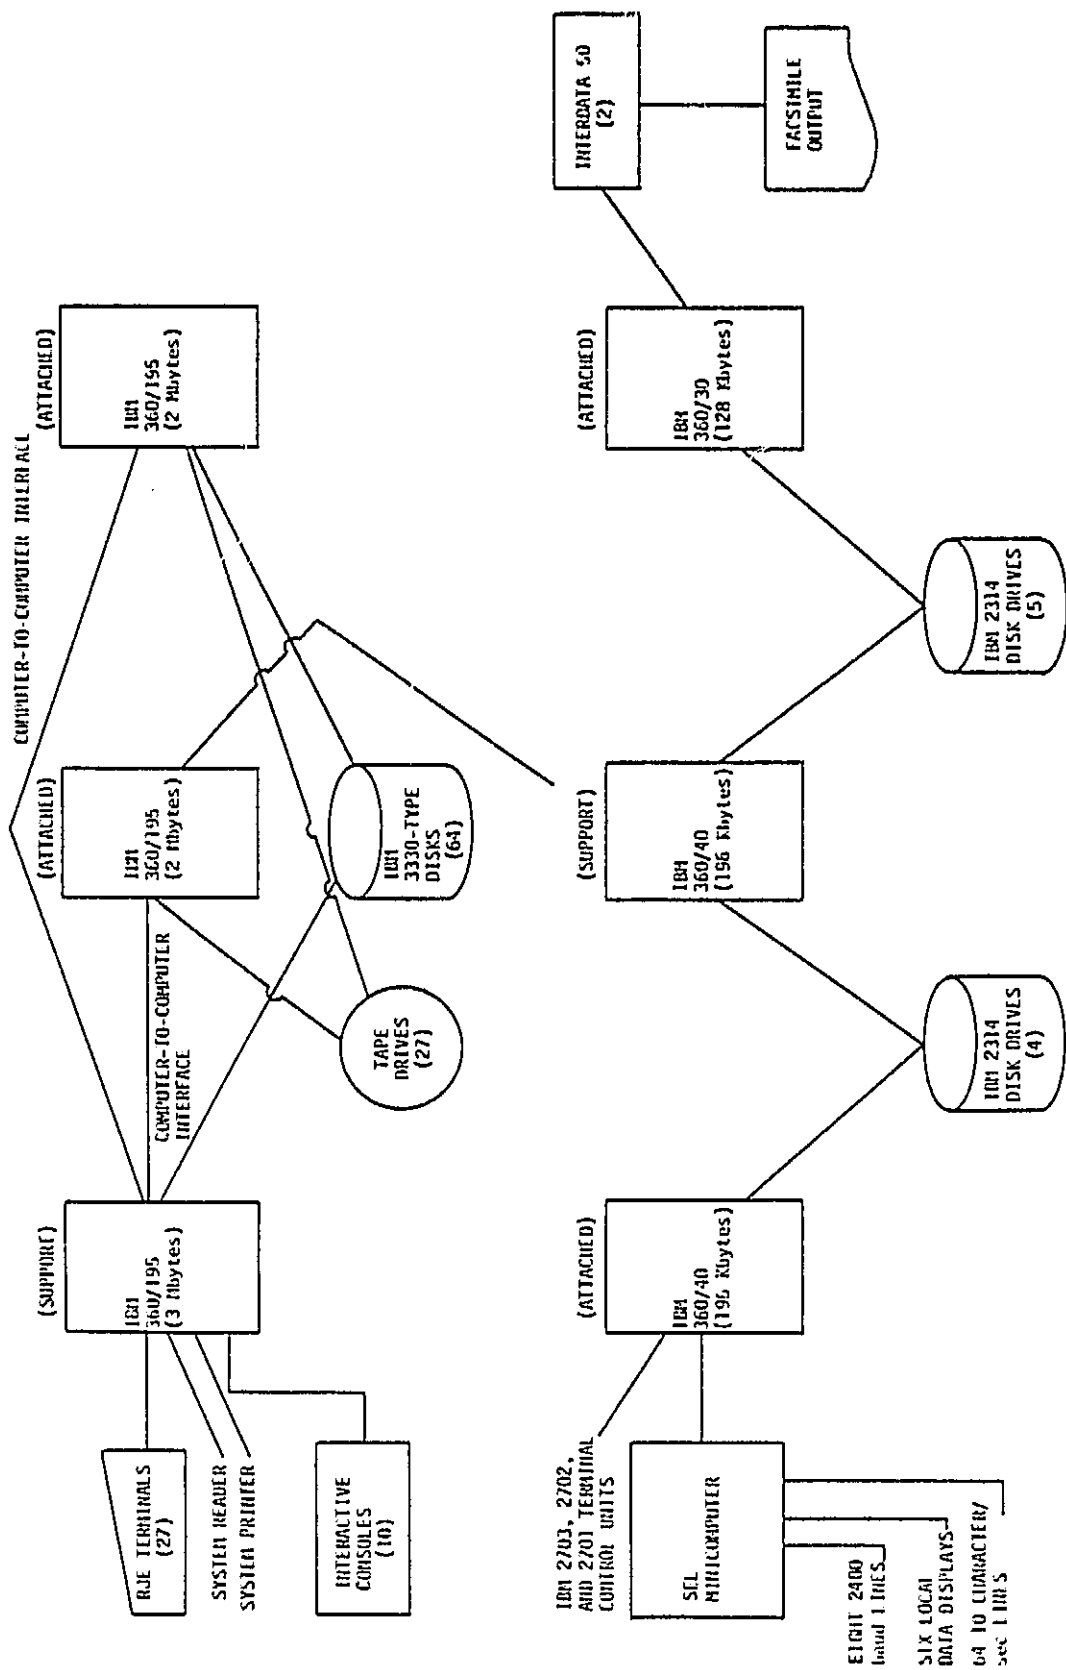 COMPUTER-TO-COMPUTER INTERFACE
(SUPPORT)
IBM
360/195
(3 Mbytes)
(ATTACHED)
IBM
360/195
(2 Mbytes)
(ATTACHED)
IBM
360/195
(2 Mbytes)
COMPUTER-TO-COMPUTER
INTERFACE
RJE TERMINALS
(27)
SYSTEM READER
SYSTEM PRINTER
INTERACTIVE
CONSOLES
(10)
TAPE
DRIVES
(27)
IBM
3330-TYPE
DISKS
(64)
IBM 2703, 2702,
AND 2701 TERMINAL
CONTROL UNITS
SEL
MINICOMPUTER
EIGHT 2400
baud LINES
SIX LOCAL
DATA DISPLAYS
64 10 CHARACTER/
sec LINES
(ATTACHED)
IBM
360/40
(196 Kbytes)
(SUPPORT)
IBM
360/40
(196 Kbytes)
(ATTACHED)
IBM
360/30
(128 Kbytes)
IBM 2314
DISK DRIVES
(4)
IBM 2314
DISK DRIVES
(5)
INTERDATA 50
(2)
FACSIMILE
OUTPUT